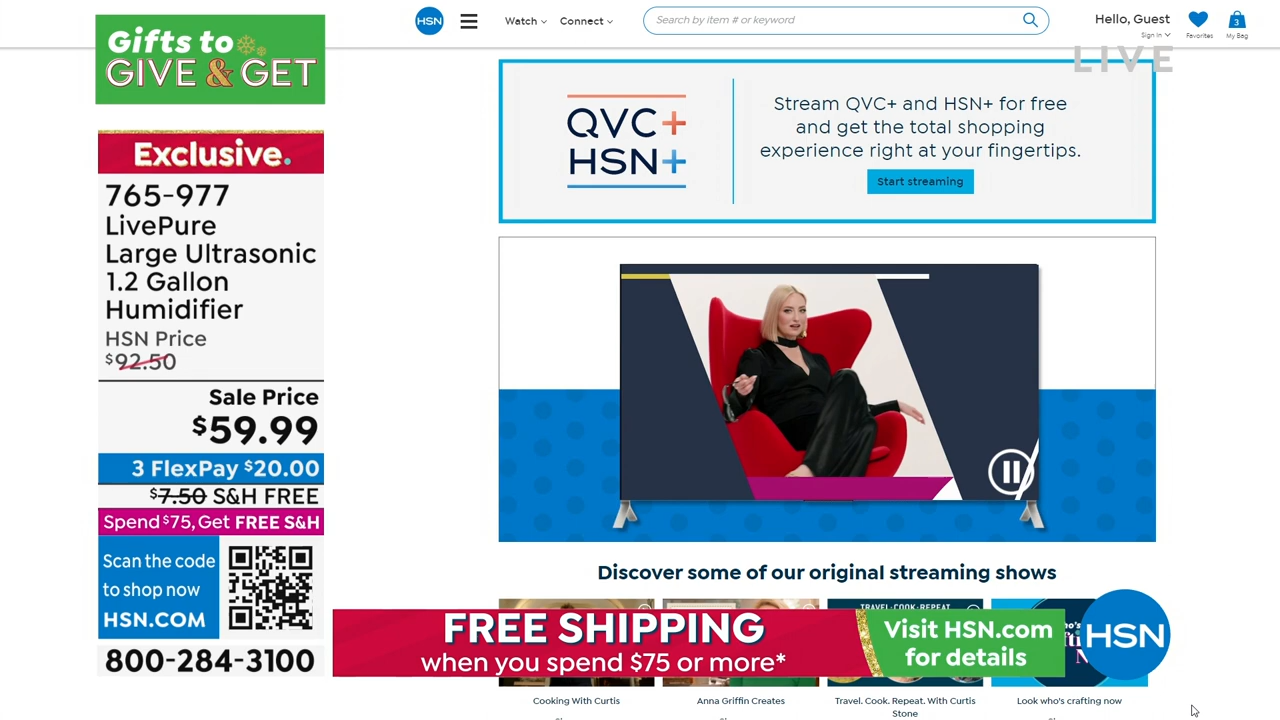 Gifts to
GIVE & GET
Exclusive.
765-977
LivePure
Large Ultrasonic
1.2 Gallon
Humidifier
HSN Price
$92.50
Sale Price
$59.99
3 FlexPay $20.00
$7.50 S&H FREE
Spend $75, Get FREE S&H
Scan the code
to shop now
HSN.COM
800-284-3100
HSN
Watch
Connect
Search by item # or keyword
Hello, Guest
Sign in
Favorites
3
My Bag
LIVE
QVC+
HSN+
Stream QVC+ and HSN+ for free
and get the total shopping
experience right at your fingertips.
Start streaming
Discover some of our original streaming shows
TRAVEL·COOK·REPEAT
FREE SHIPPING
when you spend $75 or more*
Visit HSN.com
for details
HSN
Cooking With Curtis
Anna Griffin Creates
Travel. Cook. Repeat. With Curtis
Stone
Look who's crafting now